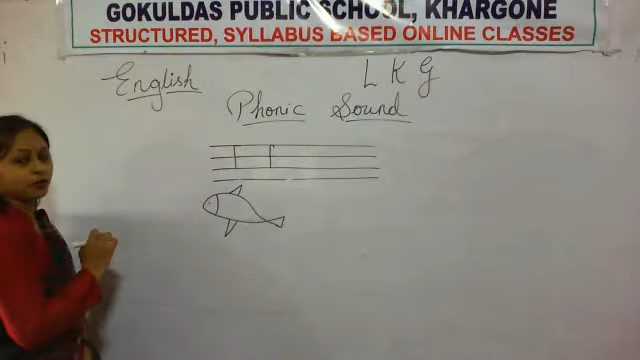 GOKULDAS PUBLIC SCHOOL, KHARGONE
STRUCTURED, SYLLABUS BASED ONLINE CLASSES
English
L K G
Phonic Sound